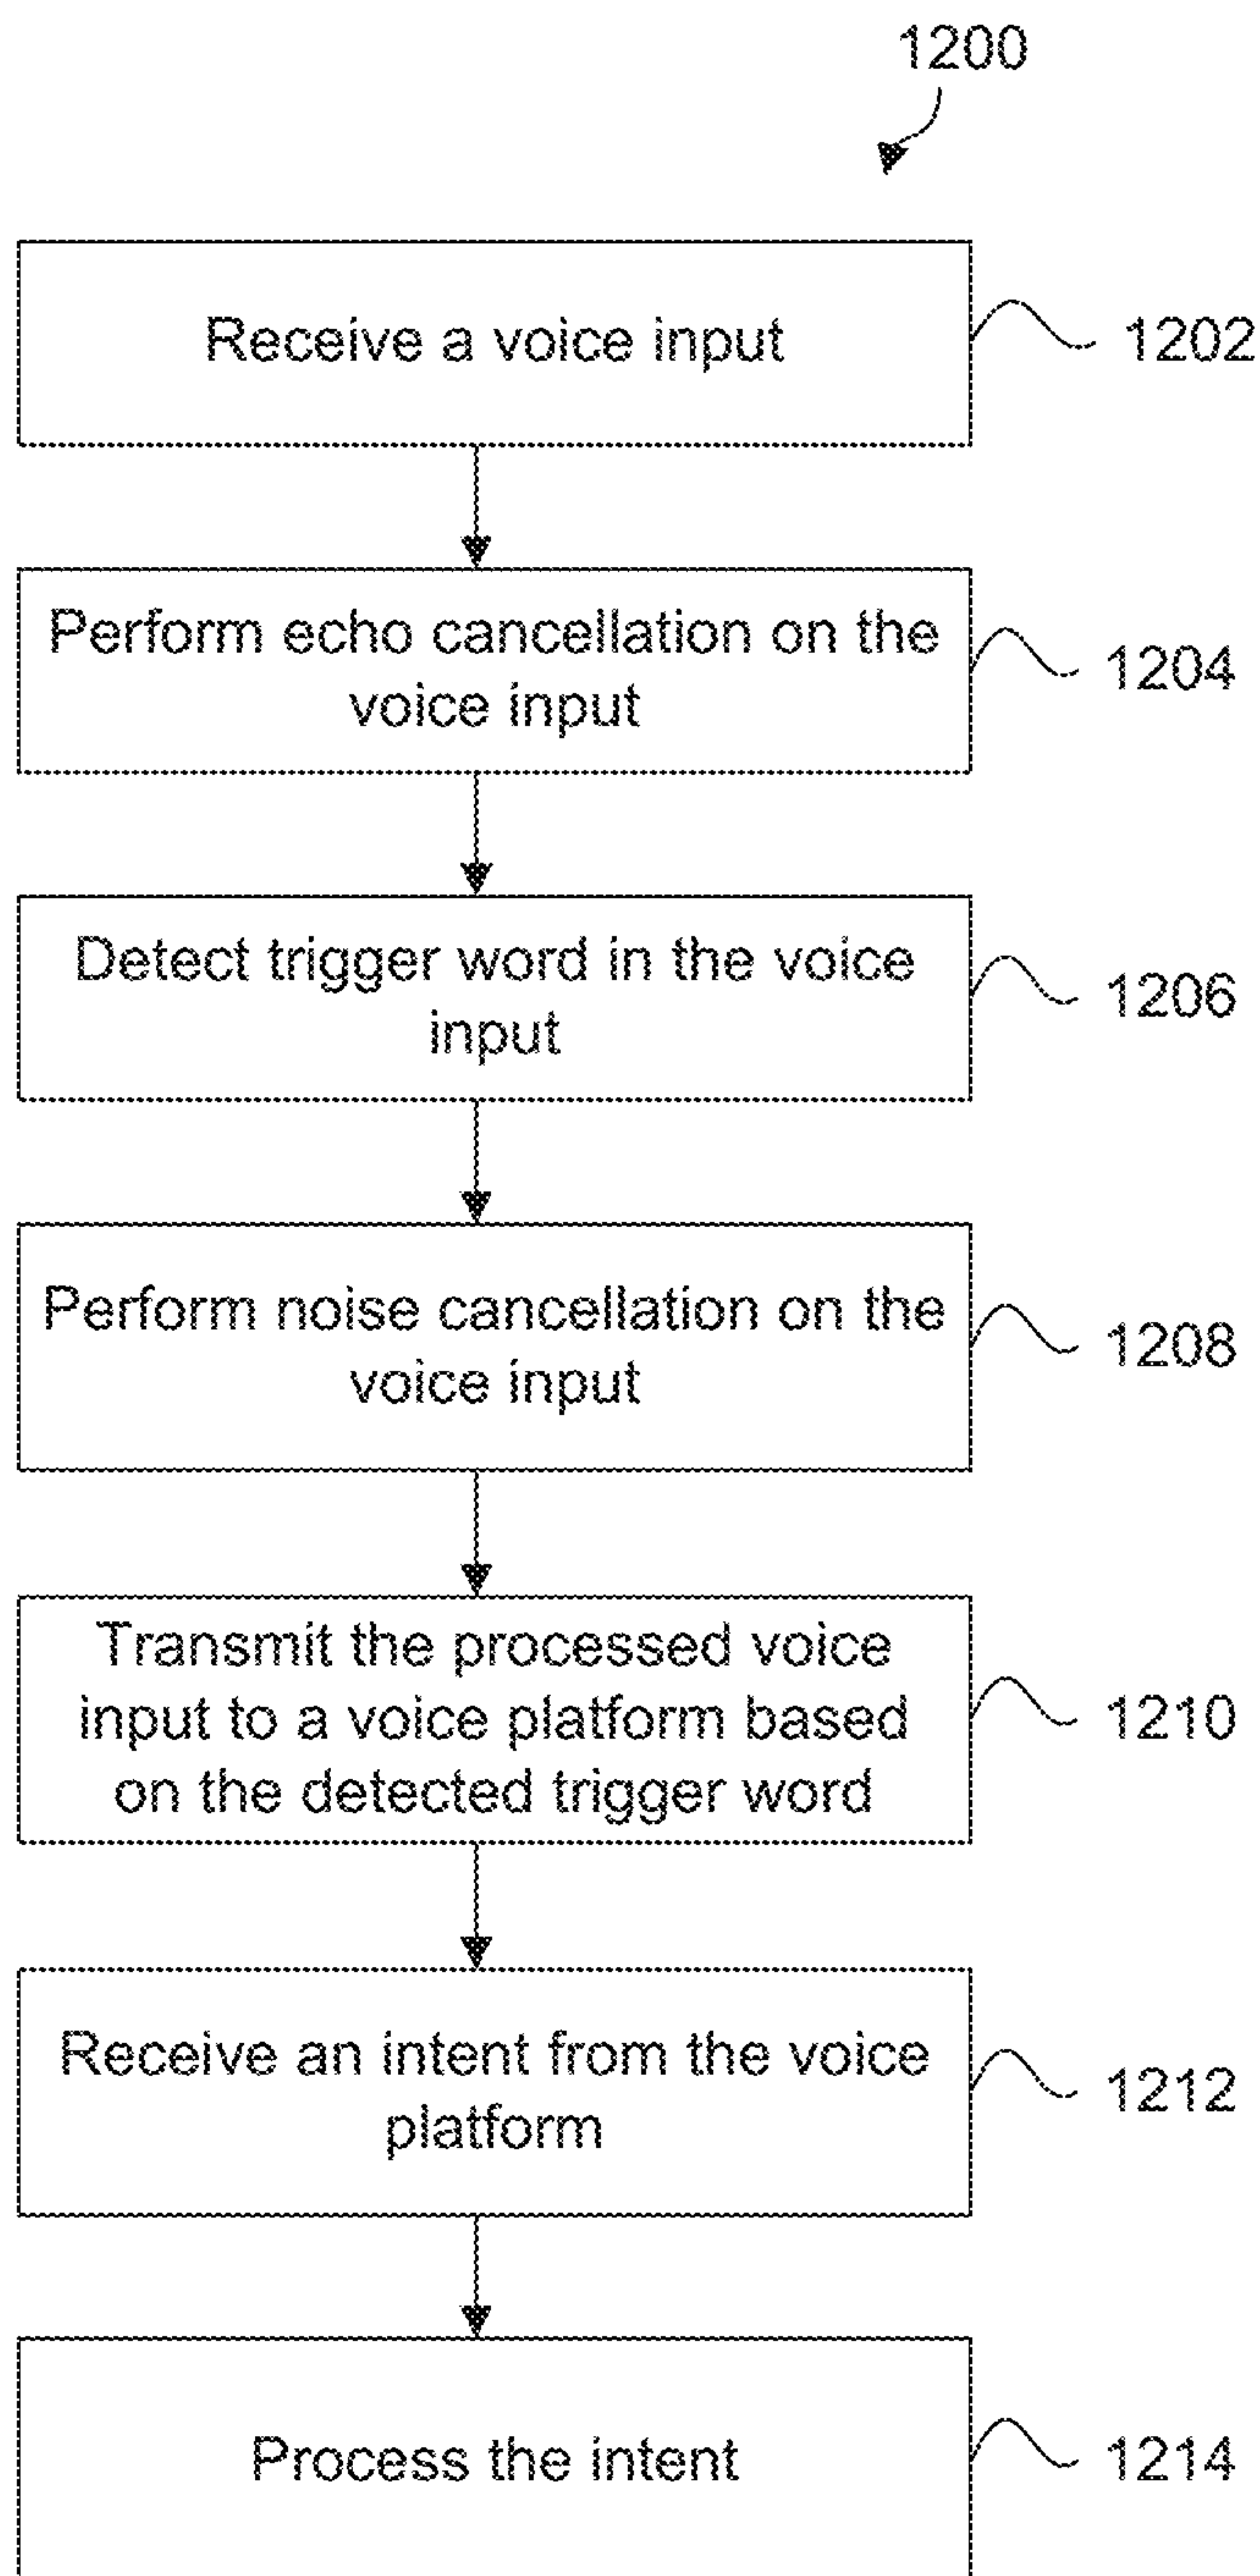 1200
Receive a voice input
1202
Perform echo cancellation on the
voice input
1204
Detect trigger word in the voice
input
1206
Perform noise cancellation on the
voice input
1208
Transmit the processed voice
input to a voice platform based
on the detected trigger word
1210
Receive an intent from the voice
platform
1212
Process the intent
1214